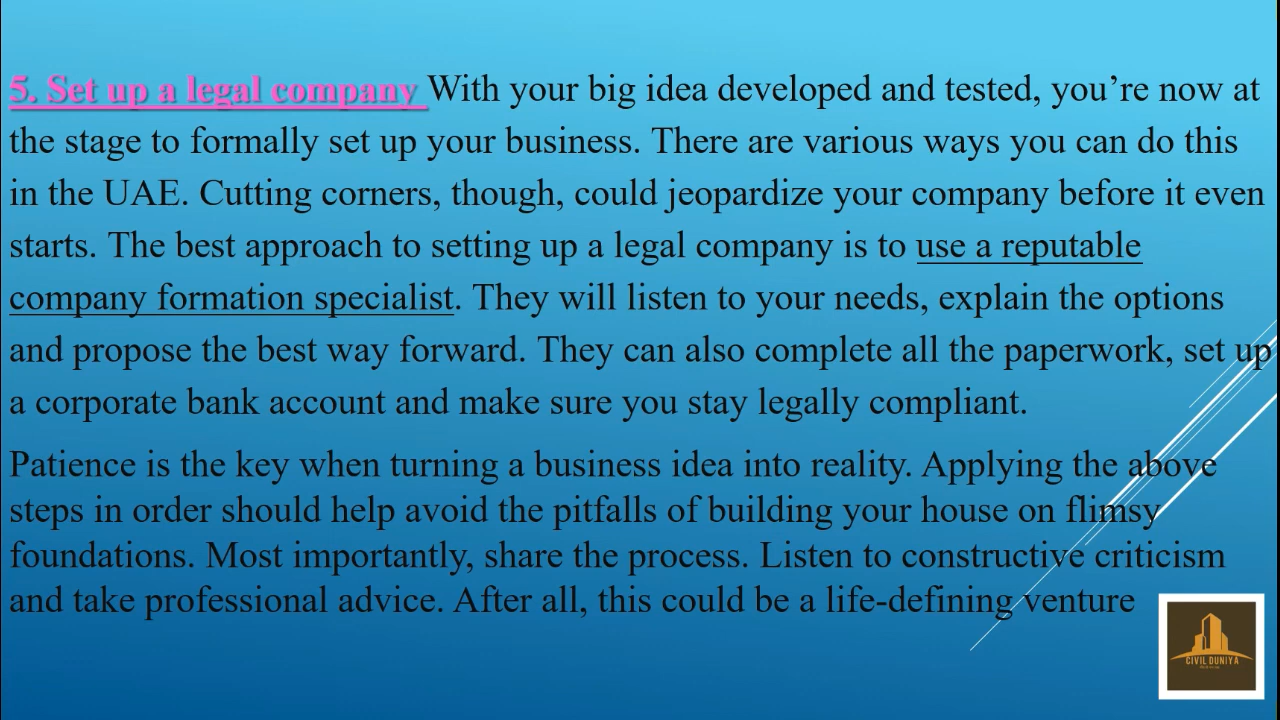 5. Set up a legal company With your big idea developed and tested, you’re now at
the stage to formally set up your business. There are various ways you can do this
in the UAE. Cutting corners, though, could jeopardize your company before it even
starts. The best approach to setting up a legal company is to use a reputable
company formation specialist. They will listen to your needs, explain the options
and propose the best way forward. They can also complete all the paperwork, set up
a corporate bank account and make sure you stay legally compliant.
Patience is the key when turning a business idea into reality. Applying the above
steps in order should help avoid the pitfalls of building your house on flimsy
foundations. Most importantly, share the process. Listen to constructive criticism
and take professional advice. After all, this could be a life-defining venture
CIVIL DUNIYA